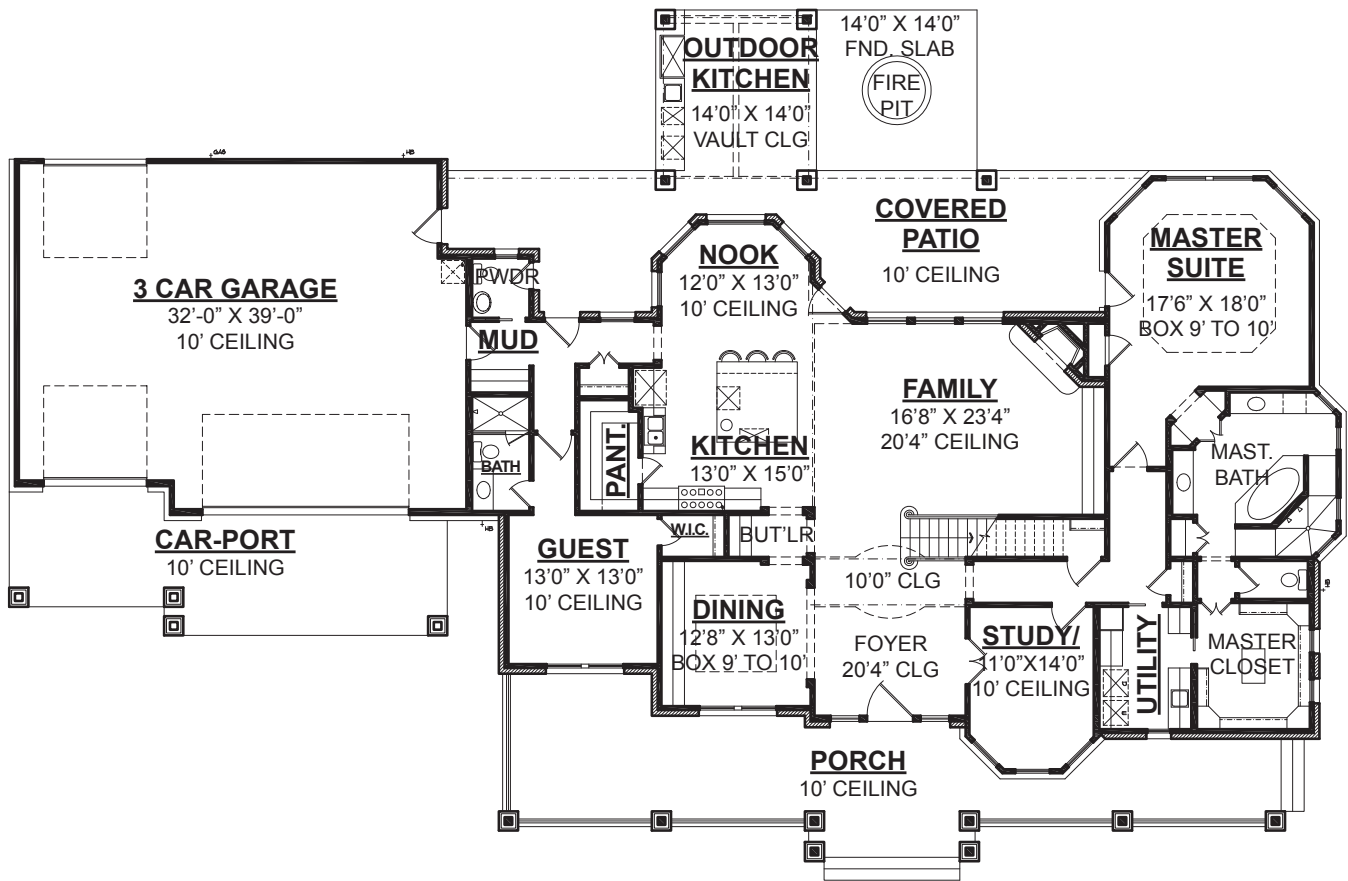 OUTDOOR
KITCHEN
14'0" X 14'0"
VAULT CLG
14'0" X 14'0"
FND. SLAB
FIRE
PIT
GAS
HB
3 CAR GARAGE
32'-0" X 39'-0"
10' CEILING
PWDR
MUD
NOOK
12'0" X 13'0"
10' CEILING
COVERED
PATIO
10' CEILING
MASTER
SUITE
17'6" X 18'0"
BOX 9' TO 10'
FAMILY
16'8" X 23'4"
20'4" CEILING
KITCHEN
13'0" X 15'0"
PANT.
BATH
MAST.
BATH
CAR-PORT
10' CEILING
HB
GUEST
13'0" X 13'0"
10' CEILING
W.I.C.
BUT'LR
10'0" CLG
DINING
12'8" X 13'0"
BOX 9' TO 10'
FOYER
20'4" CLG
STUDY/
11'0"X14'0"
10' CEILING
UTILITY
D
MASTER
CLOSET
HB
PORCH
10' CEILING